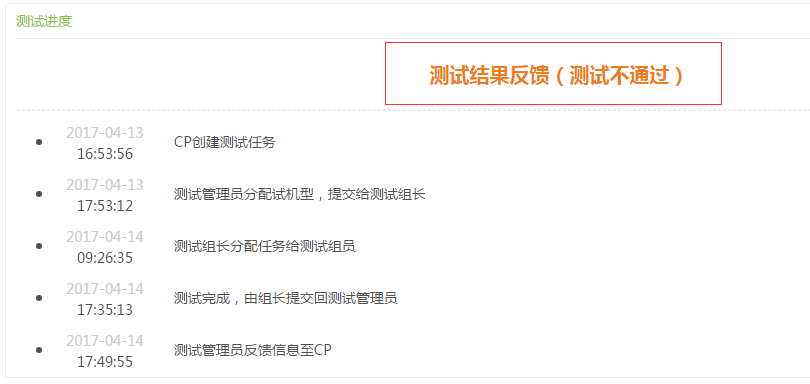 测试进度
测试结果反馈（测试不通过）
2017-04-13
16:53:56
CP创建测试任务
2017-04-13
17:53:12
测试管理员分配试机型，提交给测试组长
2017-04-14
09:26:35
测试组长分配任务给测试组员
2017-04-14
17:35:13
测试完成，由组长提交回测试管理员
2017-04-14
17:49:55
测试管理员反馈信息至CP